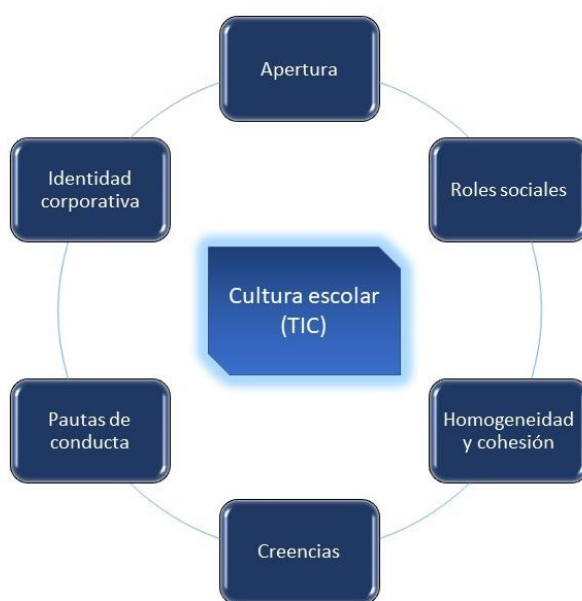 Apertura
Roles sociales
Homogeneidad
y cohesión
Creencias
Pautas de
conducta
Identidad
corporativa
Cultura escolar
(TIC)